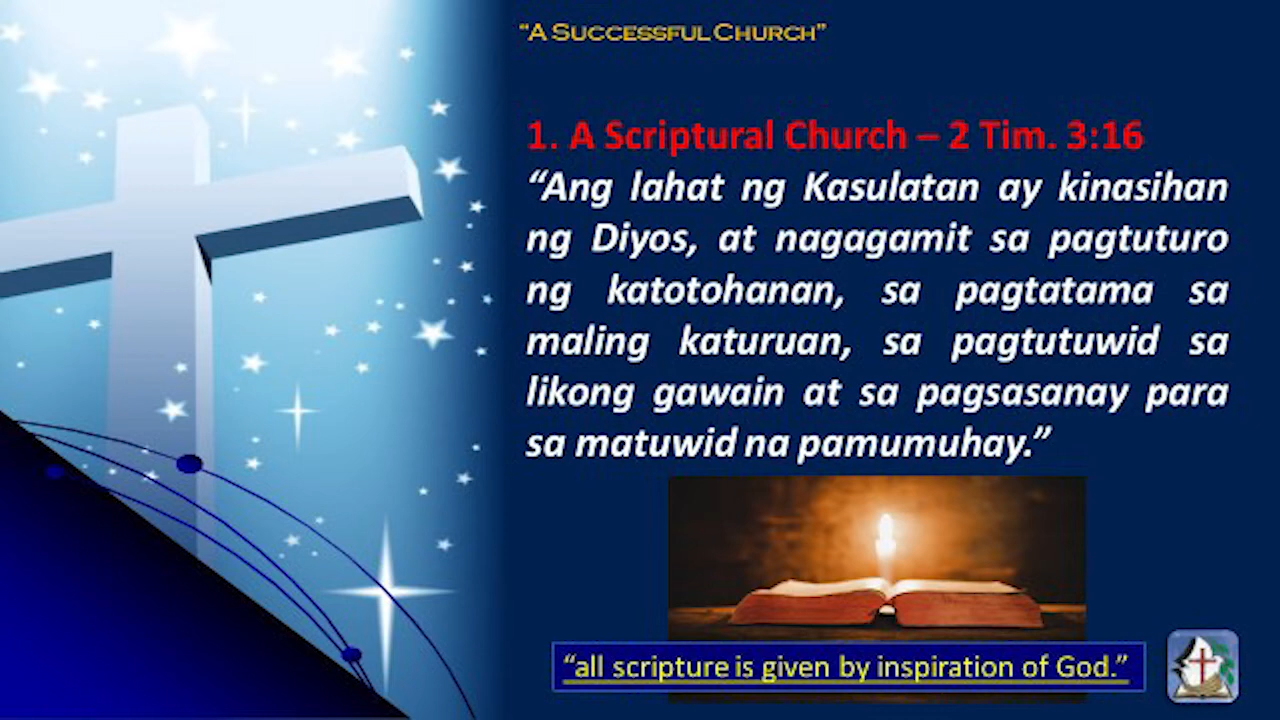 “A Successful Church”
1. A Scriptural Church – 2 Tim. 3:16
“Ang lahat ng Kasulatan ay kinasihan
ng Diyos, at nagagamit sa pagtuturo
ng katotohanan, sa pagtatama sa
maling katuruan, sa pagtutuwid sa
likong gawain at sa pagsasanay para
sa matuwid na pamumuhay.”
“all scripture is given by inspiration of God.”